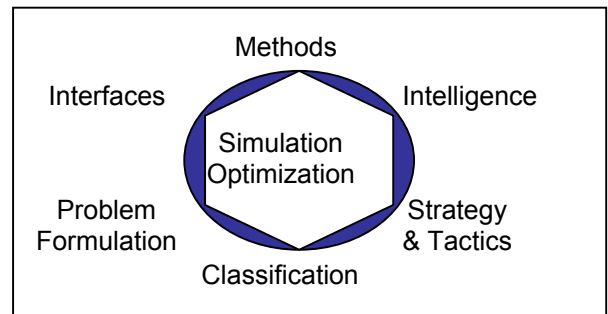 Methods
Interfaces
Intelligence
Simulation
Optimization
Problem
Formulation
Strategy
& Tactics
Classification